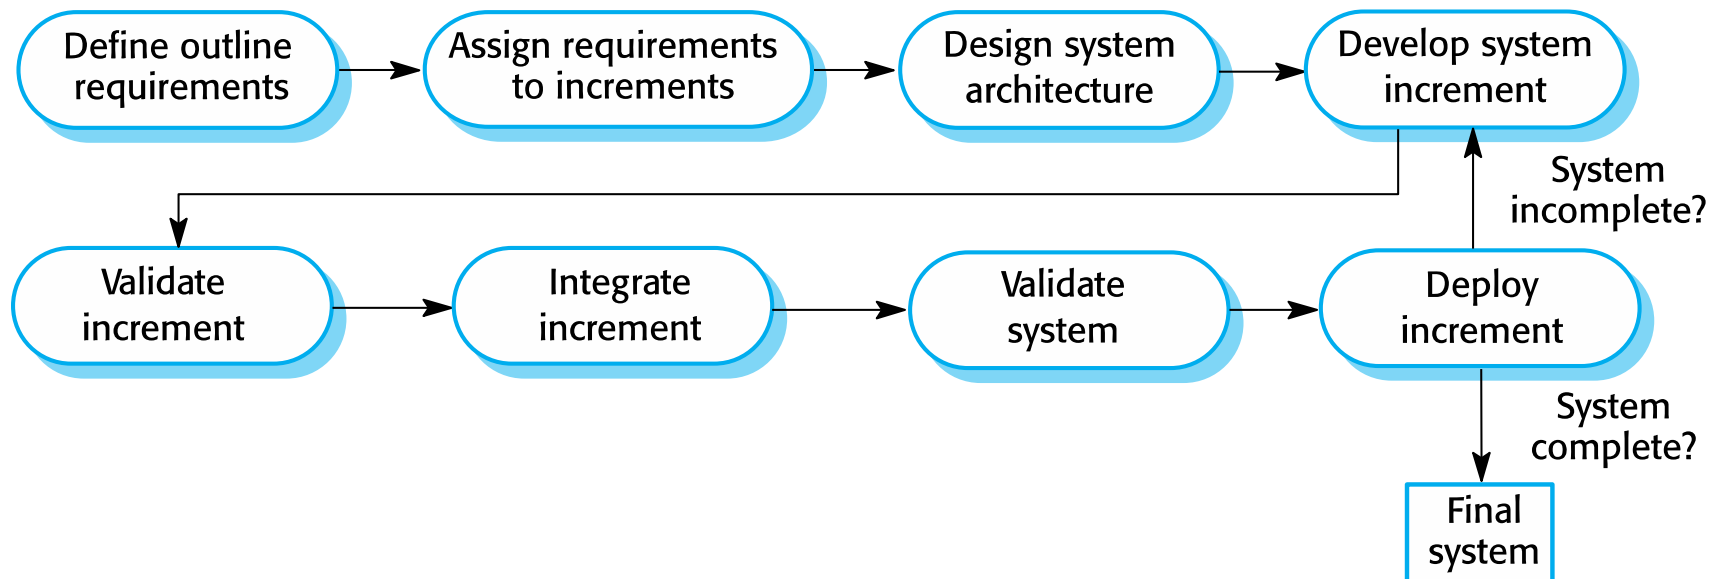 Define outline
requirements
Assign requirements
to increments
Design system
architecture
Develop system
increment
System
incomplete?
Validate
increment
Integrate
increment
Validate
system
Deploy
increment
System
complete?
Final
system